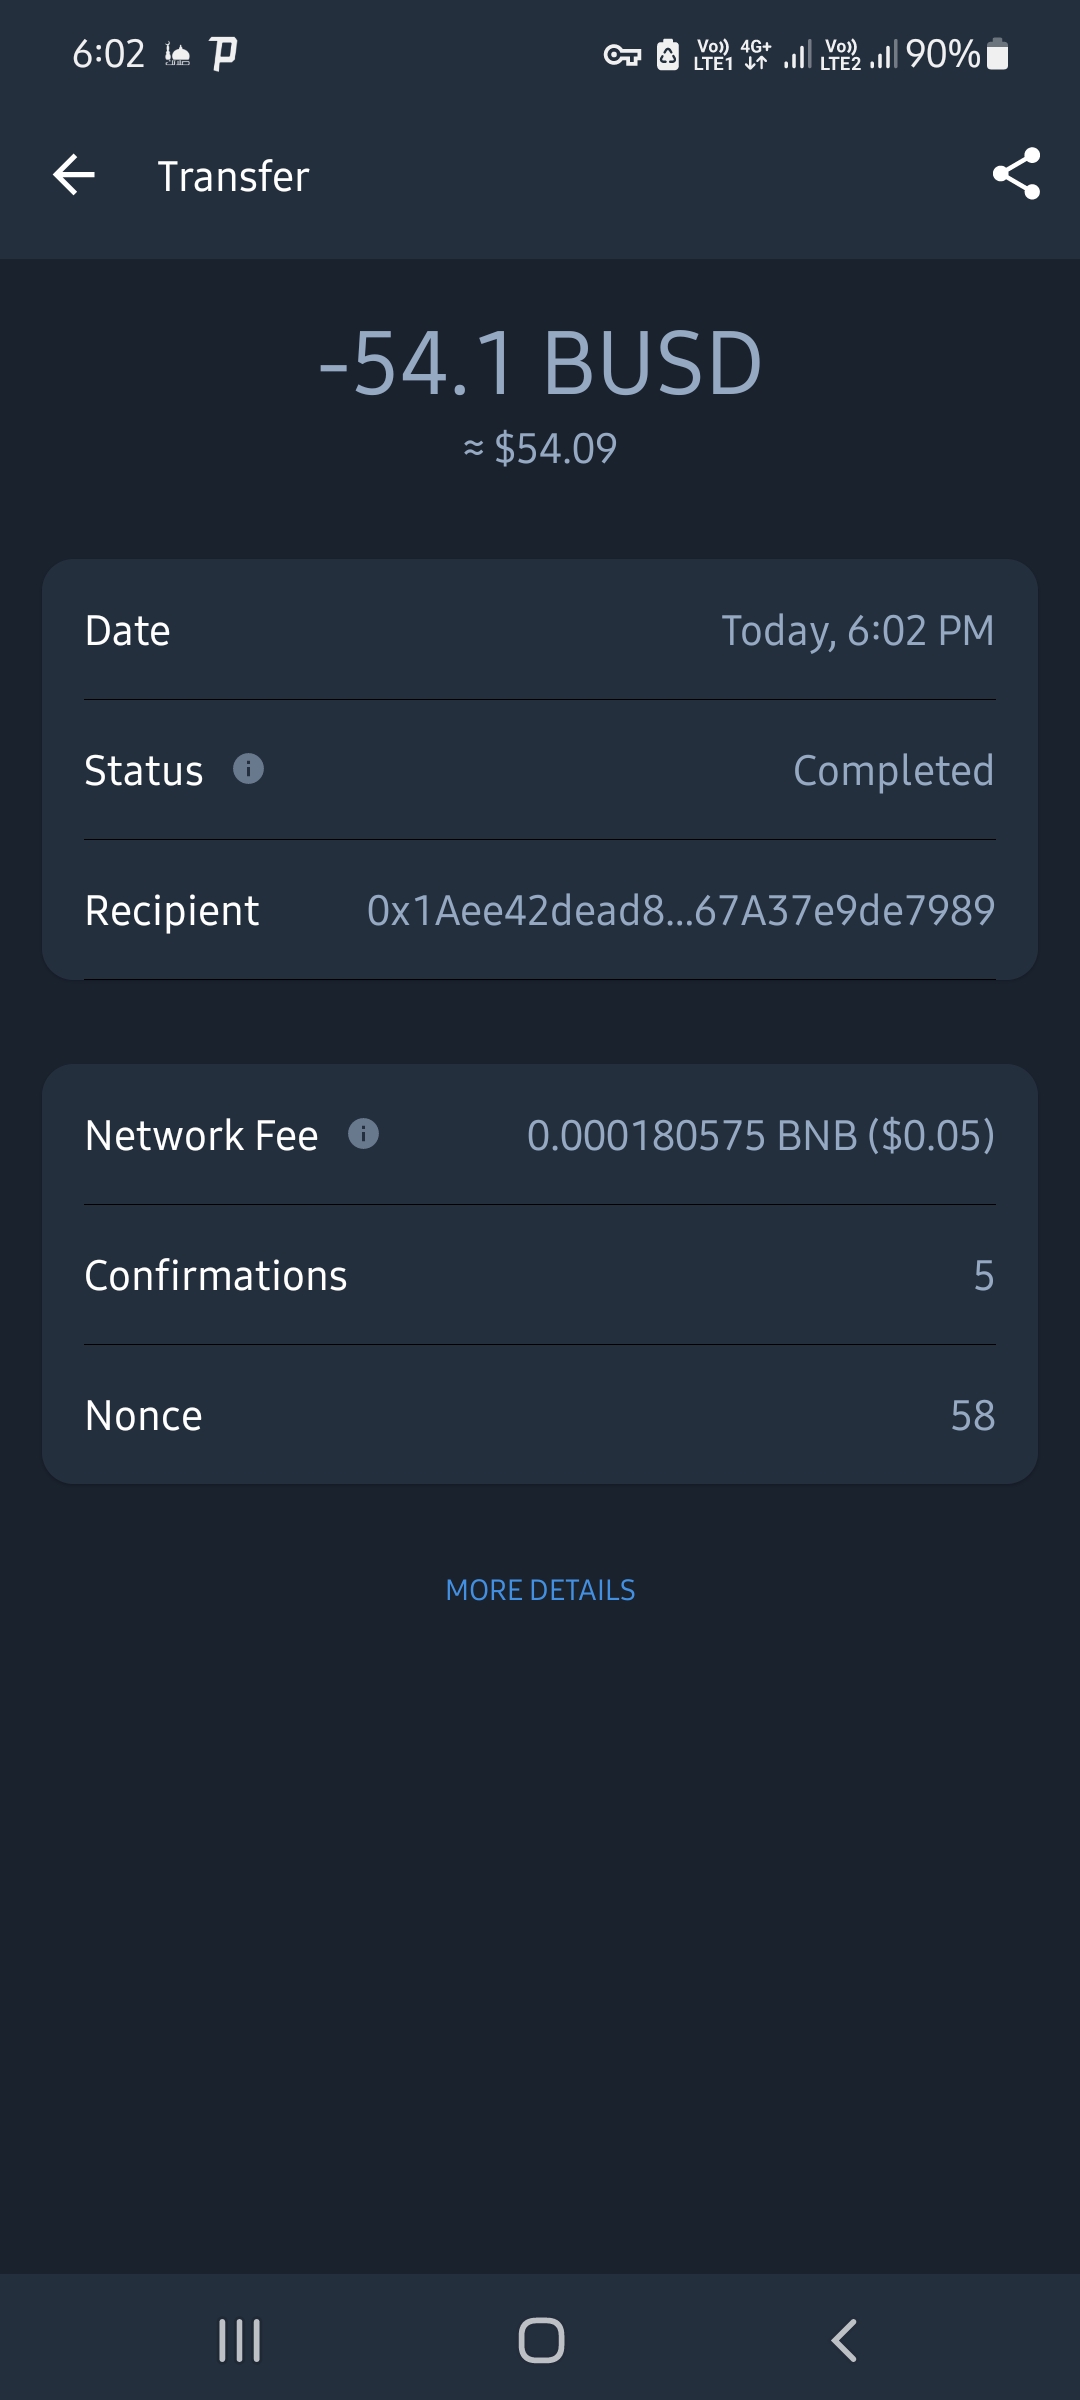 6:02 Vo)) LTE1 4G+ Vo)) LTE2 90%
Transfer
-54.1 BUSD
≈ $54.09
Date Today, 6:02 PM
Status Completed
Recipient 0x1Aee42dead8...67A37e9de7989
Network Fee 0.000180575 BNB ($0.05)
Confirmations 5
Nonce 58
MORE DETAILS